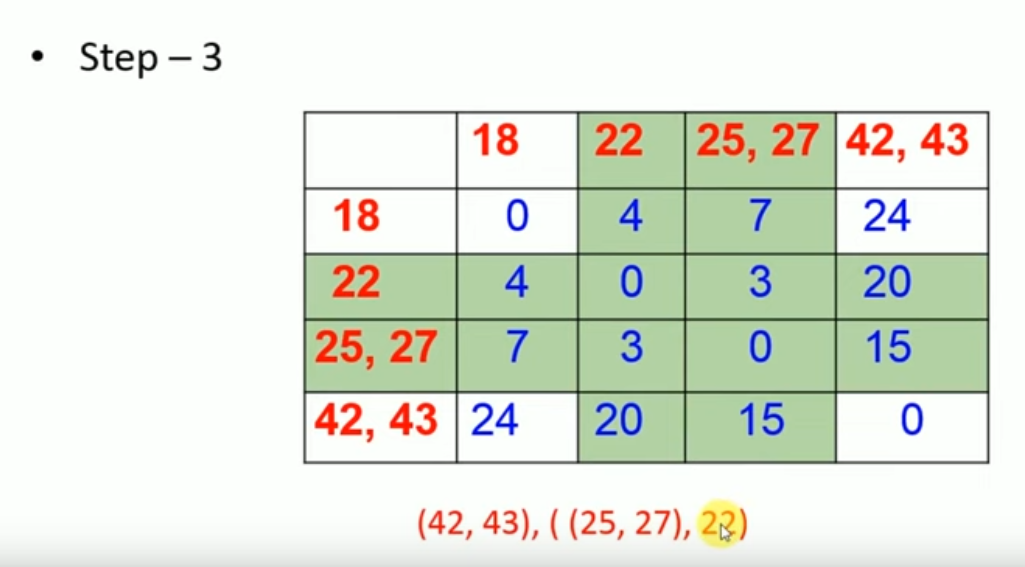 • Step – 3
18 22 25, 27 42, 43
18 0 4 7 24
22 4 0 3 20
25, 27 7 3 0 15
42, 43 24 20 15 0
(42, 43), ( (25, 27), 22)